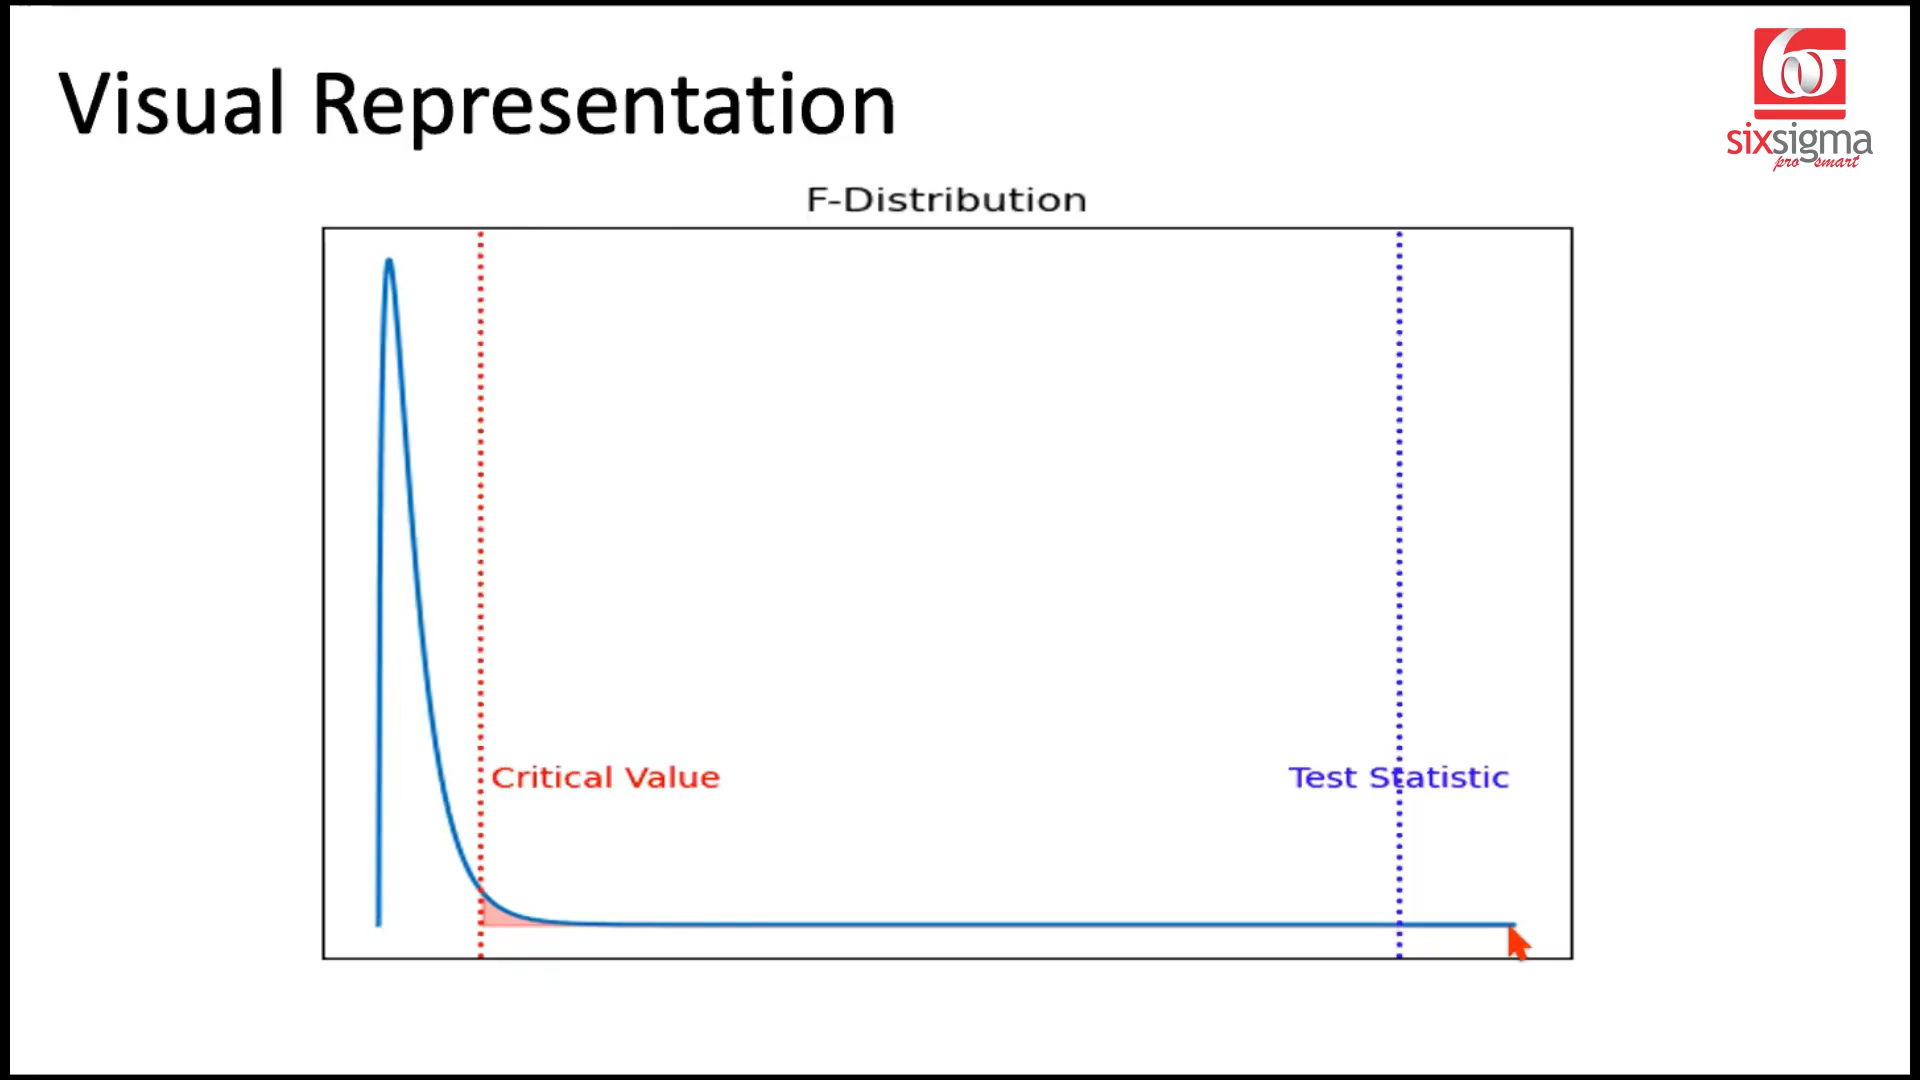 Visual Representation
sixsigma
pro smart
F-Distribution
Critical Value
Test Statistic